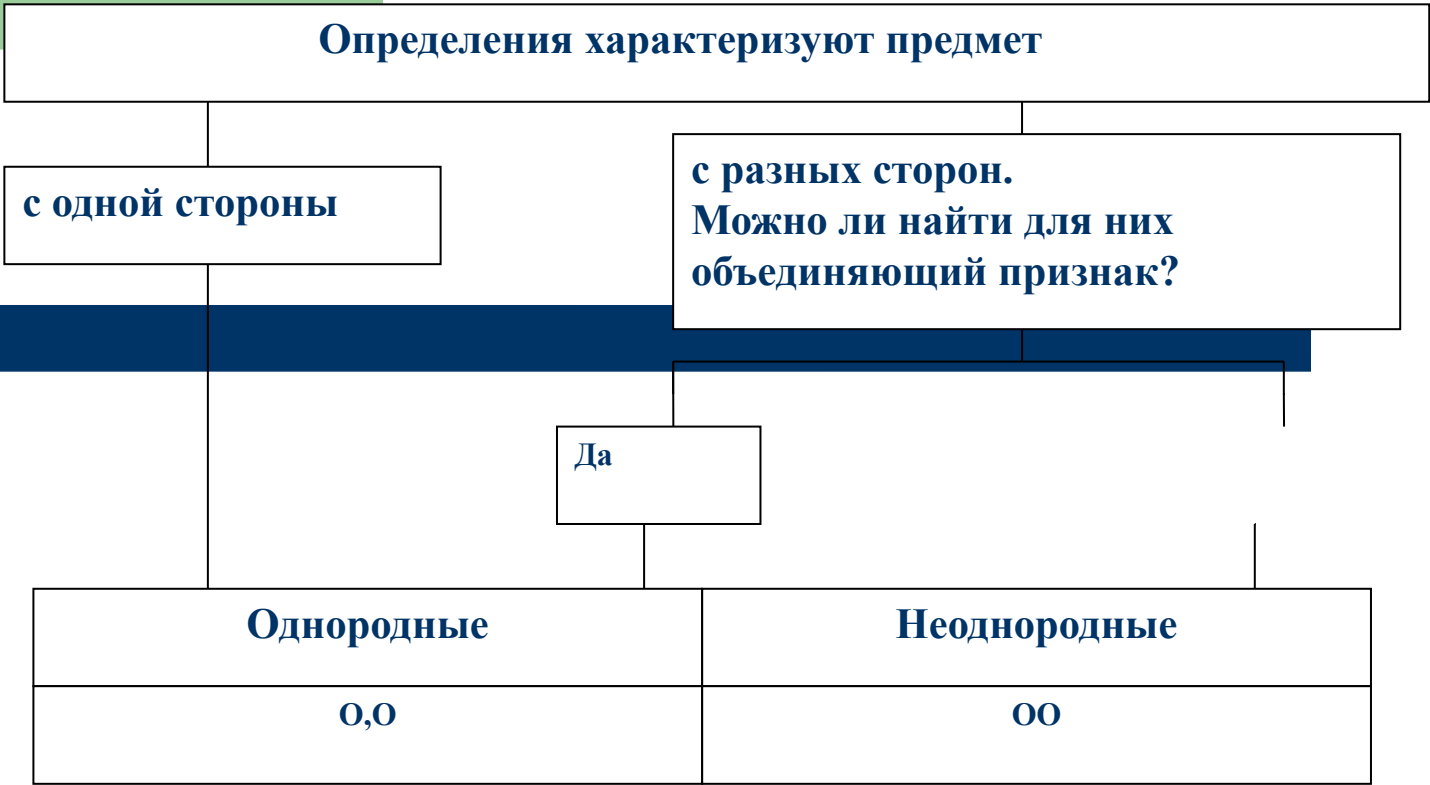 Определения характеризуют предмет
с одной стороны
с разных сторон.
Можно ли найти для них
объединяющий признак?
Да
Однородные
Неоднородные
О,О
ОО